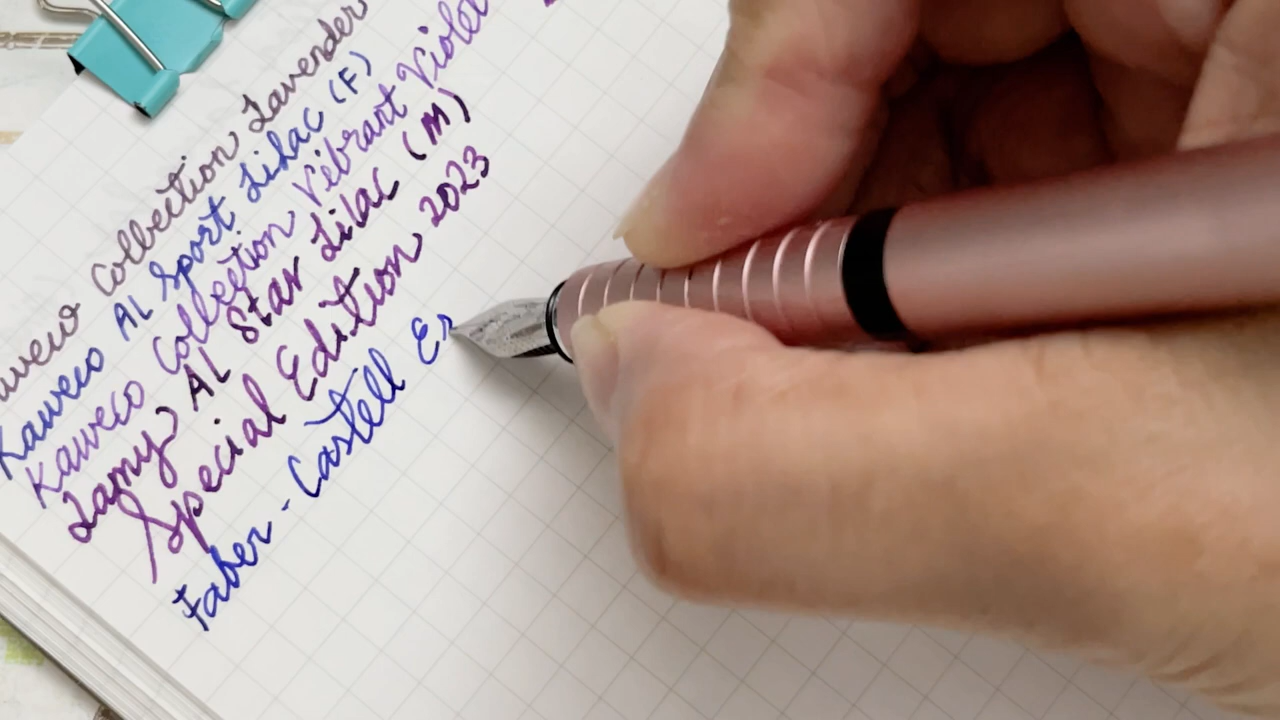 Collection Lavender
Kaweco AL Sport Lilac (F)
Kaweco Collection Vibrant Violet
Lamy AL Star Lilac (M)
Special Edition 2023
Faber-Castell Es